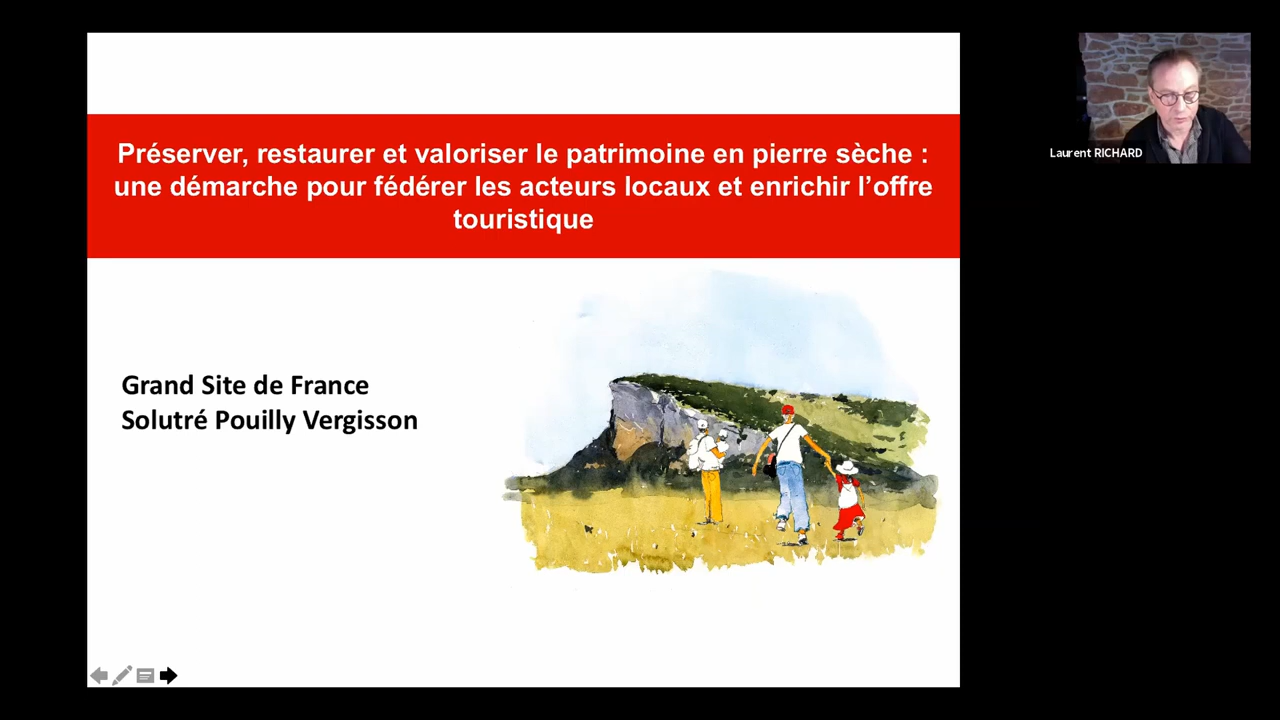 Préserver, restaurer et valoriser le patrimoine en pierre sèche :
une démarche pour fédérer les acteurs locaux et enrichir l’offre
touristique
Laurent RICHARD
Grand Site de France
Solutré Pouilly Vergisson